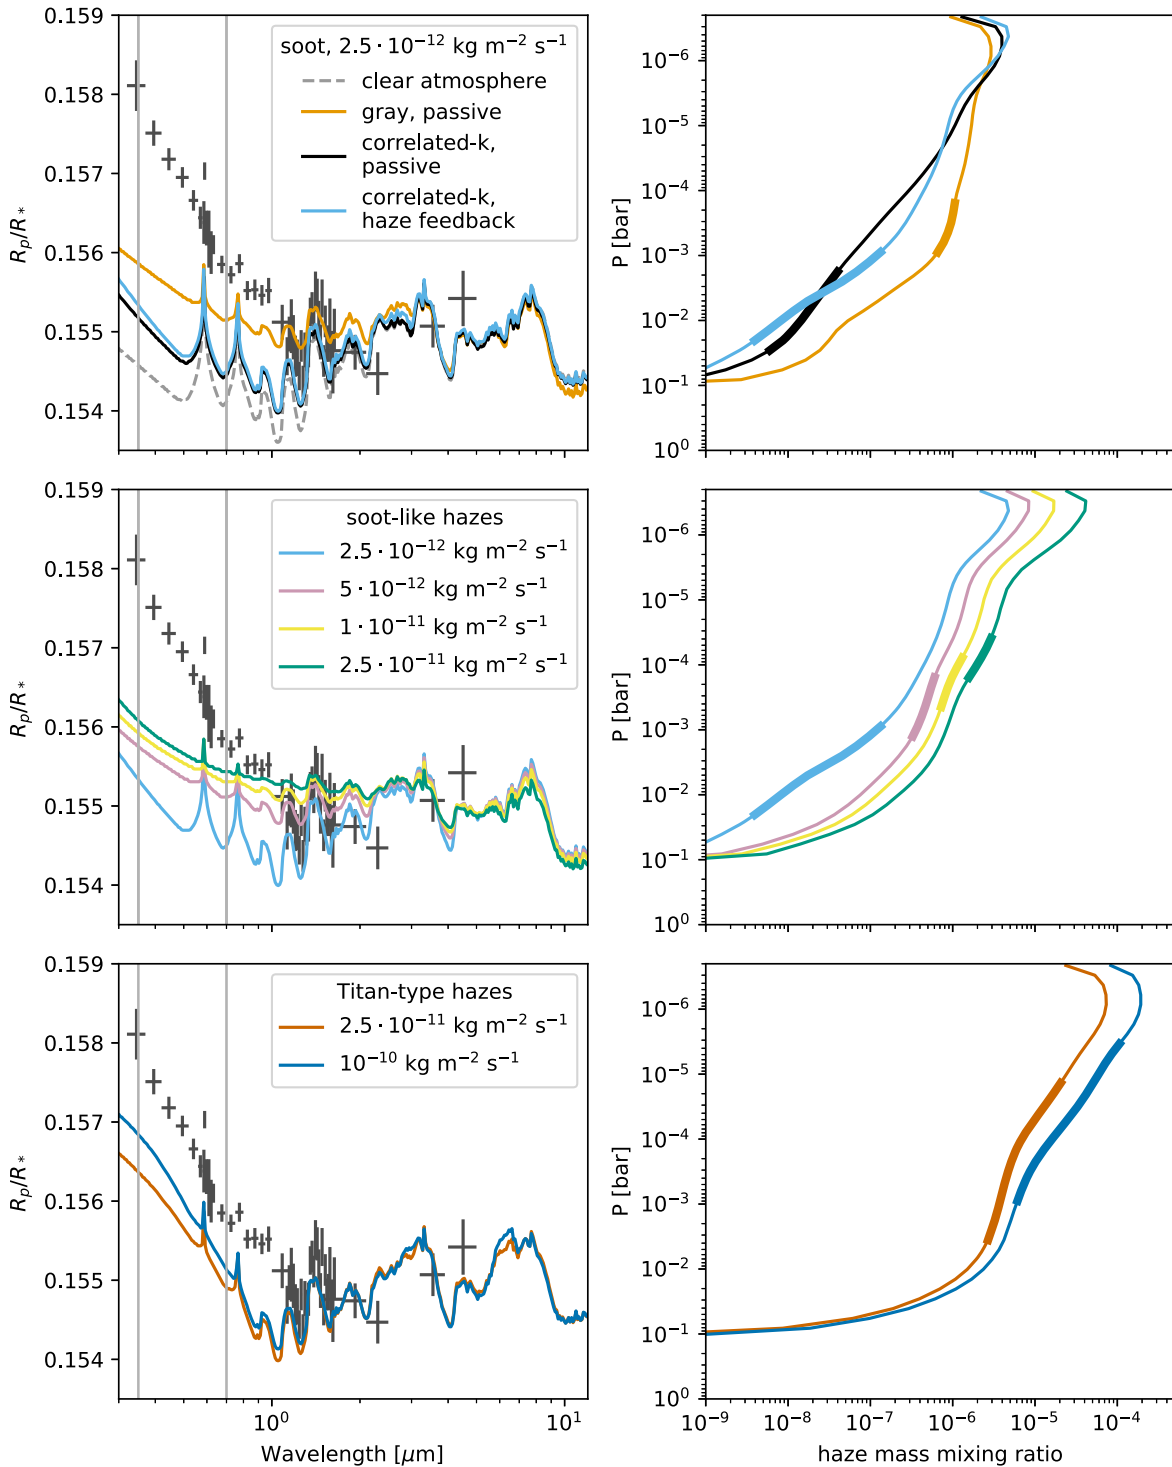 0.159
0.158
0.157
0.156
0.155
0.154
R_p/R_*
soot, 2.5·10⁻¹² kg m⁻² s⁻¹
clear atmosphere
gray, passive
correlated-k,
passive
correlated-k,
haze feedback
10⁻⁶
10⁻⁵
10⁻⁴
10⁻³
10⁻²
10⁻¹
10⁰
P [bar]
0.159
0.158
0.157
0.156
0.155
0.154
R_p/R_*
soot-like hazes
2.5·10⁻¹² kg m⁻² s⁻¹
5·10⁻¹² kg m⁻² s⁻¹
1·10⁻¹¹ kg m⁻² s⁻¹
2.5·10⁻¹¹ kg m⁻² s⁻¹
10⁻⁶
10⁻⁵
10⁻⁴
10⁻³
10⁻²
10⁻¹
10⁰
P [bar]
0.159
0.158
0.157
0.156
0.155
0.154
R_p/R_*
Titan-type hazes
2.5·10⁻¹¹ kg m⁻² s⁻¹
10⁻¹⁰ kg m⁻² s⁻¹
10⁰ 10¹
Wavelength [μm]
10⁻⁶
10⁻⁵
10⁻⁴
10⁻³
10⁻²
10⁻¹
10⁰
P [bar]
10⁻⁹ 10⁻⁸ 10⁻⁷ 10⁻⁶ 10⁻⁵ 10⁻⁴
haze mass mixing ratio